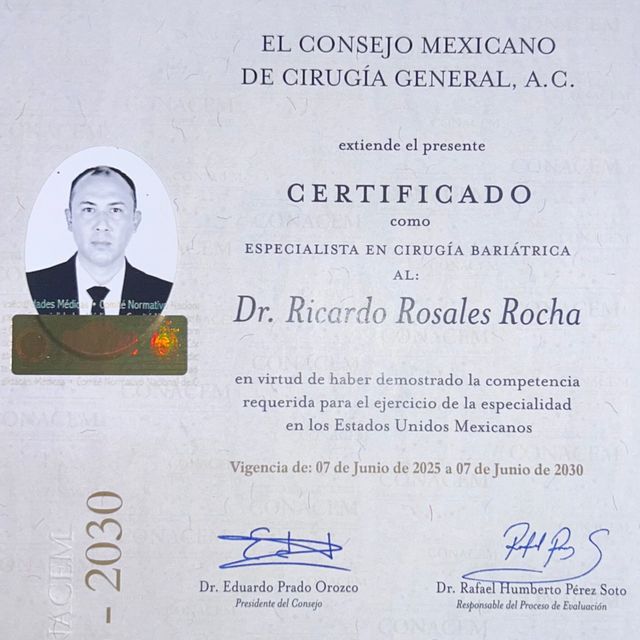 EL CONSEJO MEXICANO
DE CIRUGÍA GENERAL, A.C.
extiende el presente
CERTIFICADO
como
ESPECIALISTA EN CIRUGÍA BARIÁTRICA
AL:
Dr. Ricardo Rosales Rocha
en virtud de haber demostrado la competencia
requerida para el ejercicio de la especialidad
en los Estados Unidos Mexicanos
Vigencia de: 07 de Junio de 2025 a 07 de Junio de 2030
Dr. Eduardo Prado Orozco
Presidente del Consejo
Dr. Rafael Humberto Pérez Soto
Responsable del Proceso de Evaluación
- 2030
CONACEM